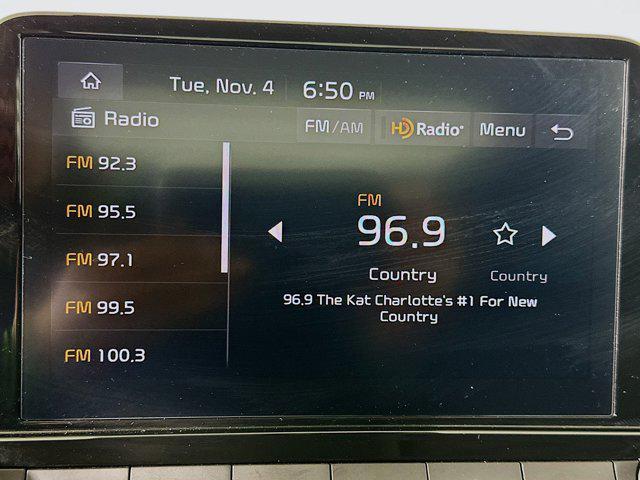 Tue, Nov. 4 6:50 PM
Radio FM/AM HD Radio® Menu
FM 92.3
FM 95.5
FM 97.1
FM 99.5
FM 100.3
FM
96.9
Country
Country
96.9 The Kat Charlotte's #1 For New
Country